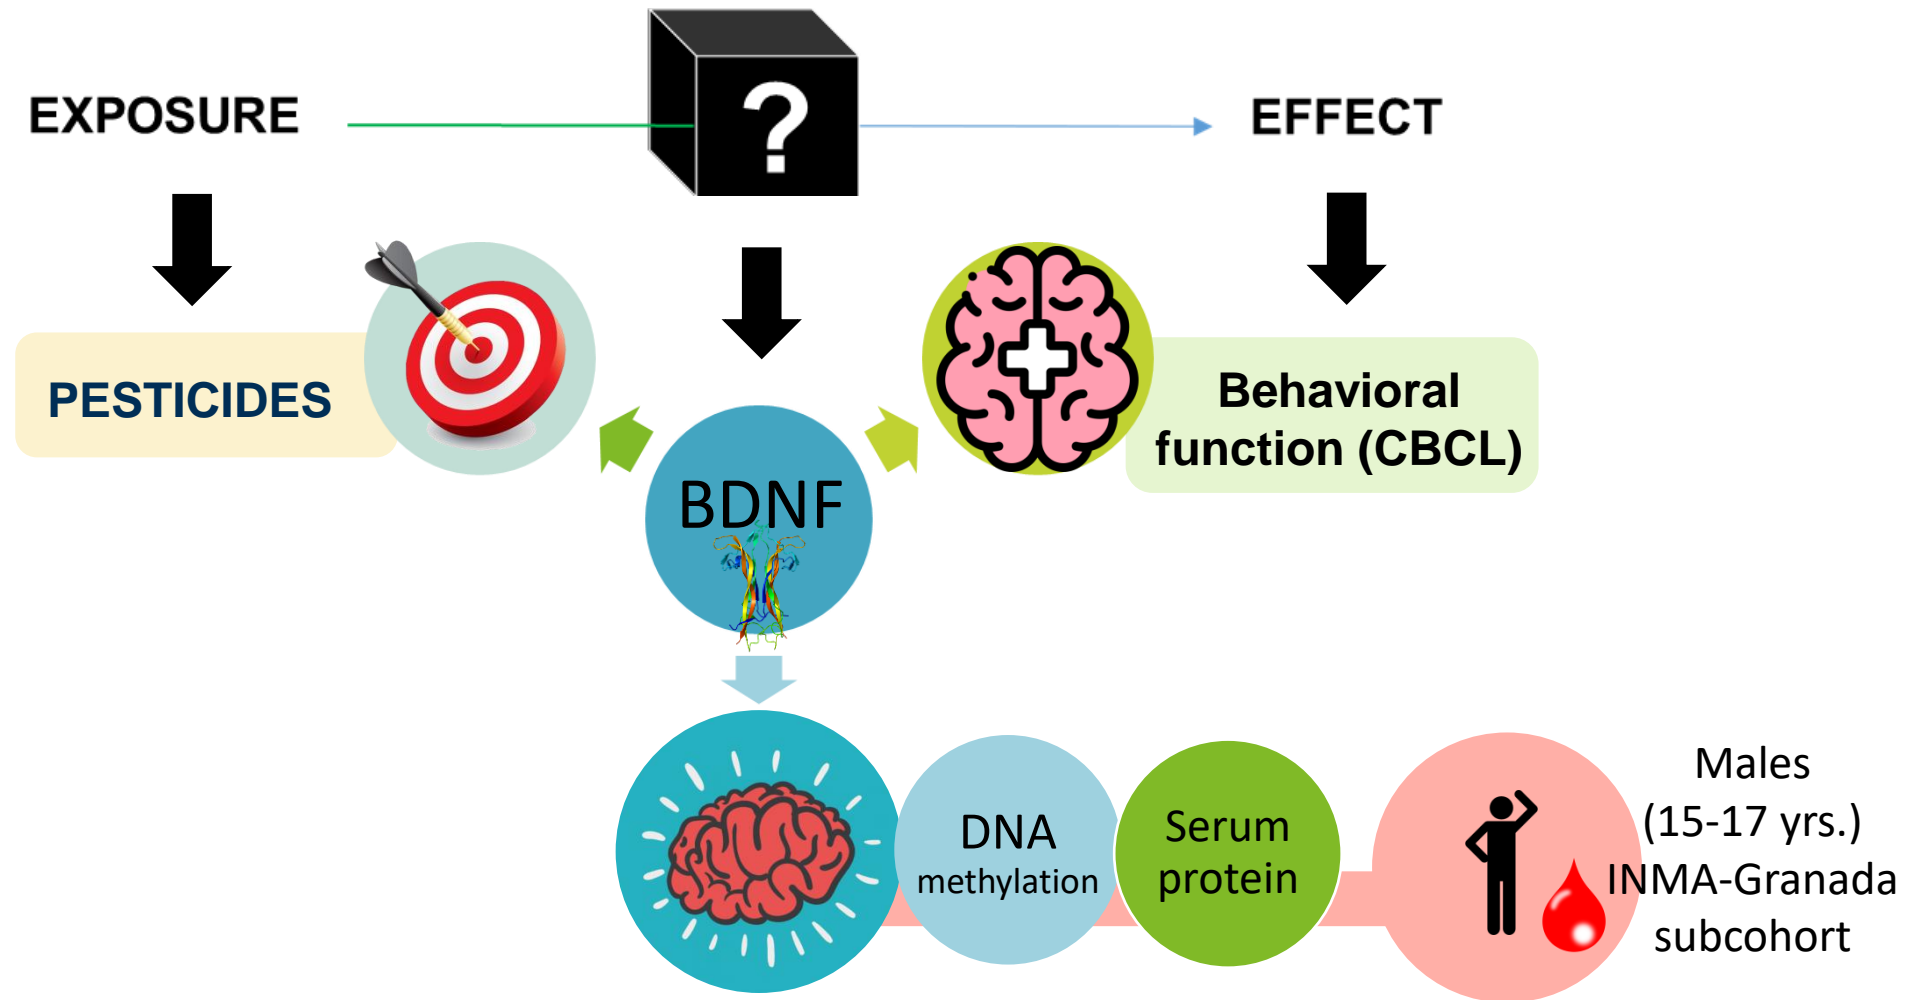 EXPOSURE
?
EFFECT
PESTICIDES
Behavioral
function (CBCL)
BDNF
DNA
methylation
Serum
protein
Males
(15-17 yrs.)
INMA-Granada
subcohort